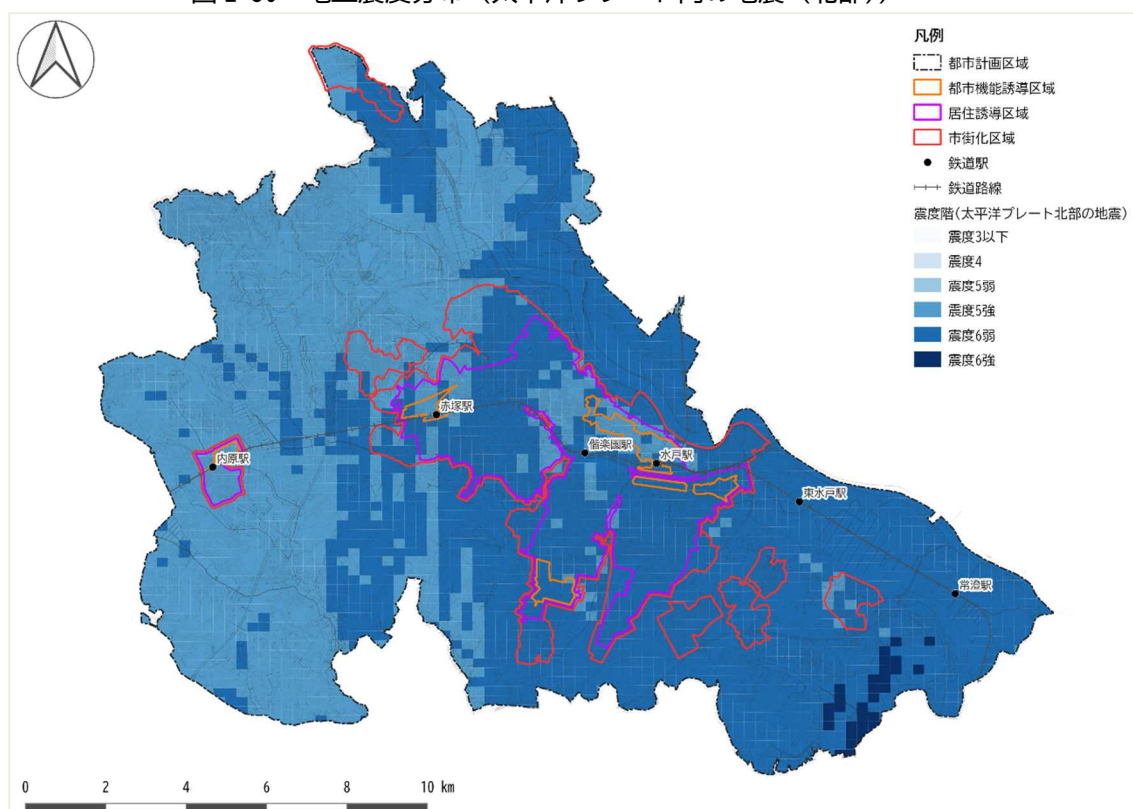 凡例
都市計画区域
都市機能誘導区域
居住誘導区域
市街化区域
鉄道駅
鉄道路線
震度階(太平洋プレート北部の地震)
震度3以下
震度4
震度5弱
震度5強
震度6弱
震度6強
赤塚駅
偕楽園駅
水戸駅
内原駅
東水戸駅
常澄駅
0 2 4 6 8 10 km